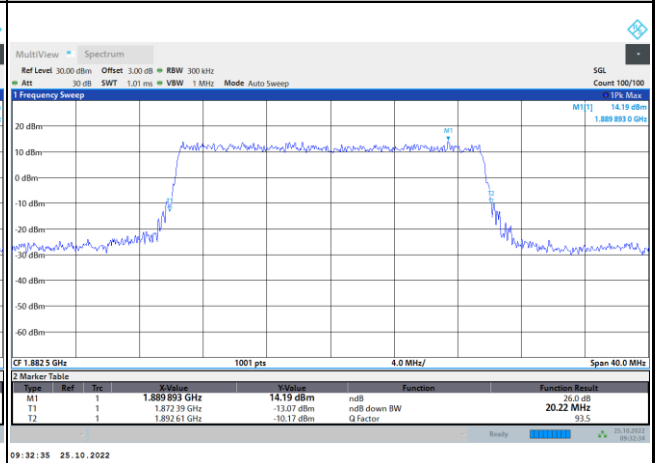 MultiView Spectrum
Ref Level 30.00 dBm Offset 3.00 dB RBW 300 kHz SGL
Att 30 dB SWT 1.01 ms VBW 1 MHz Mode Auto Sweep Count 100/100
1 Frequency Sweep 1Pk Max
M1[1] 14.19 dBm
1.889 893 0 GHz
M1
20 dBm
10 dBm
0 dBm
-10 dBm
T1
T2
-20 dBm
-30 dBm
-40 dBm
-50 dBm
-60 dBm
CF 1.882 5 GHz 1001 pts 4.0 MHz/ Span 40.0 MHz
2 Marker Table
Type Ref Trc X-Value Y-Value Function Function Result
M1 1 1.889 893 GHz 14.19 dBm ndB 26.0 dB
T1 1 1.872 39 GHz -13.07 dBm ndB down BW 20.22 MHz
T2 1 1.892 61 GHz -10.17 dBm Q Factor 93.5
Ready 25.10.2022
09:32:34
09:32:35 25.10.2022